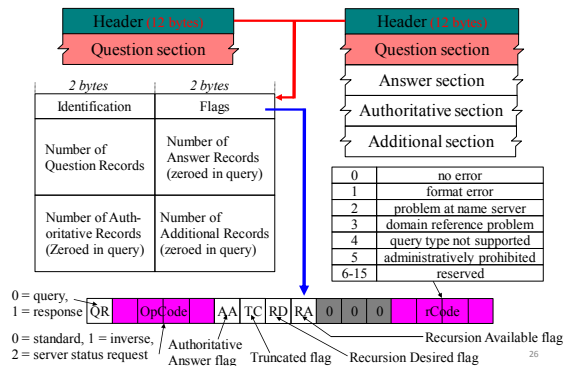 Header (12 bytes)
Question section
Header (12 bytes)
Question section
Answer section
Authoritative section
Additional section
2 bytes
2 bytes
Identification
Flags
Number of
Question Records
Number of
Answer Records
(zeroed in query)
Number of Auth-
oritative Records
(Zeroed in query)
Number of
Additional Records
(zeroed in query)
0 no error
1 format error
2 problem at name server
3 domain reference problem
4 query type not supported
5 administratively prohibited
6-15 reserved
0 = query,
1 = response
QR OpCode AA TC RD RA 0 0 0 rCode
0 = standard, 1 = inverse,
2 = server status request
Authoritative
Answer flag
Truncated flag
Recursion Desired flag
Recursion Available flag
26